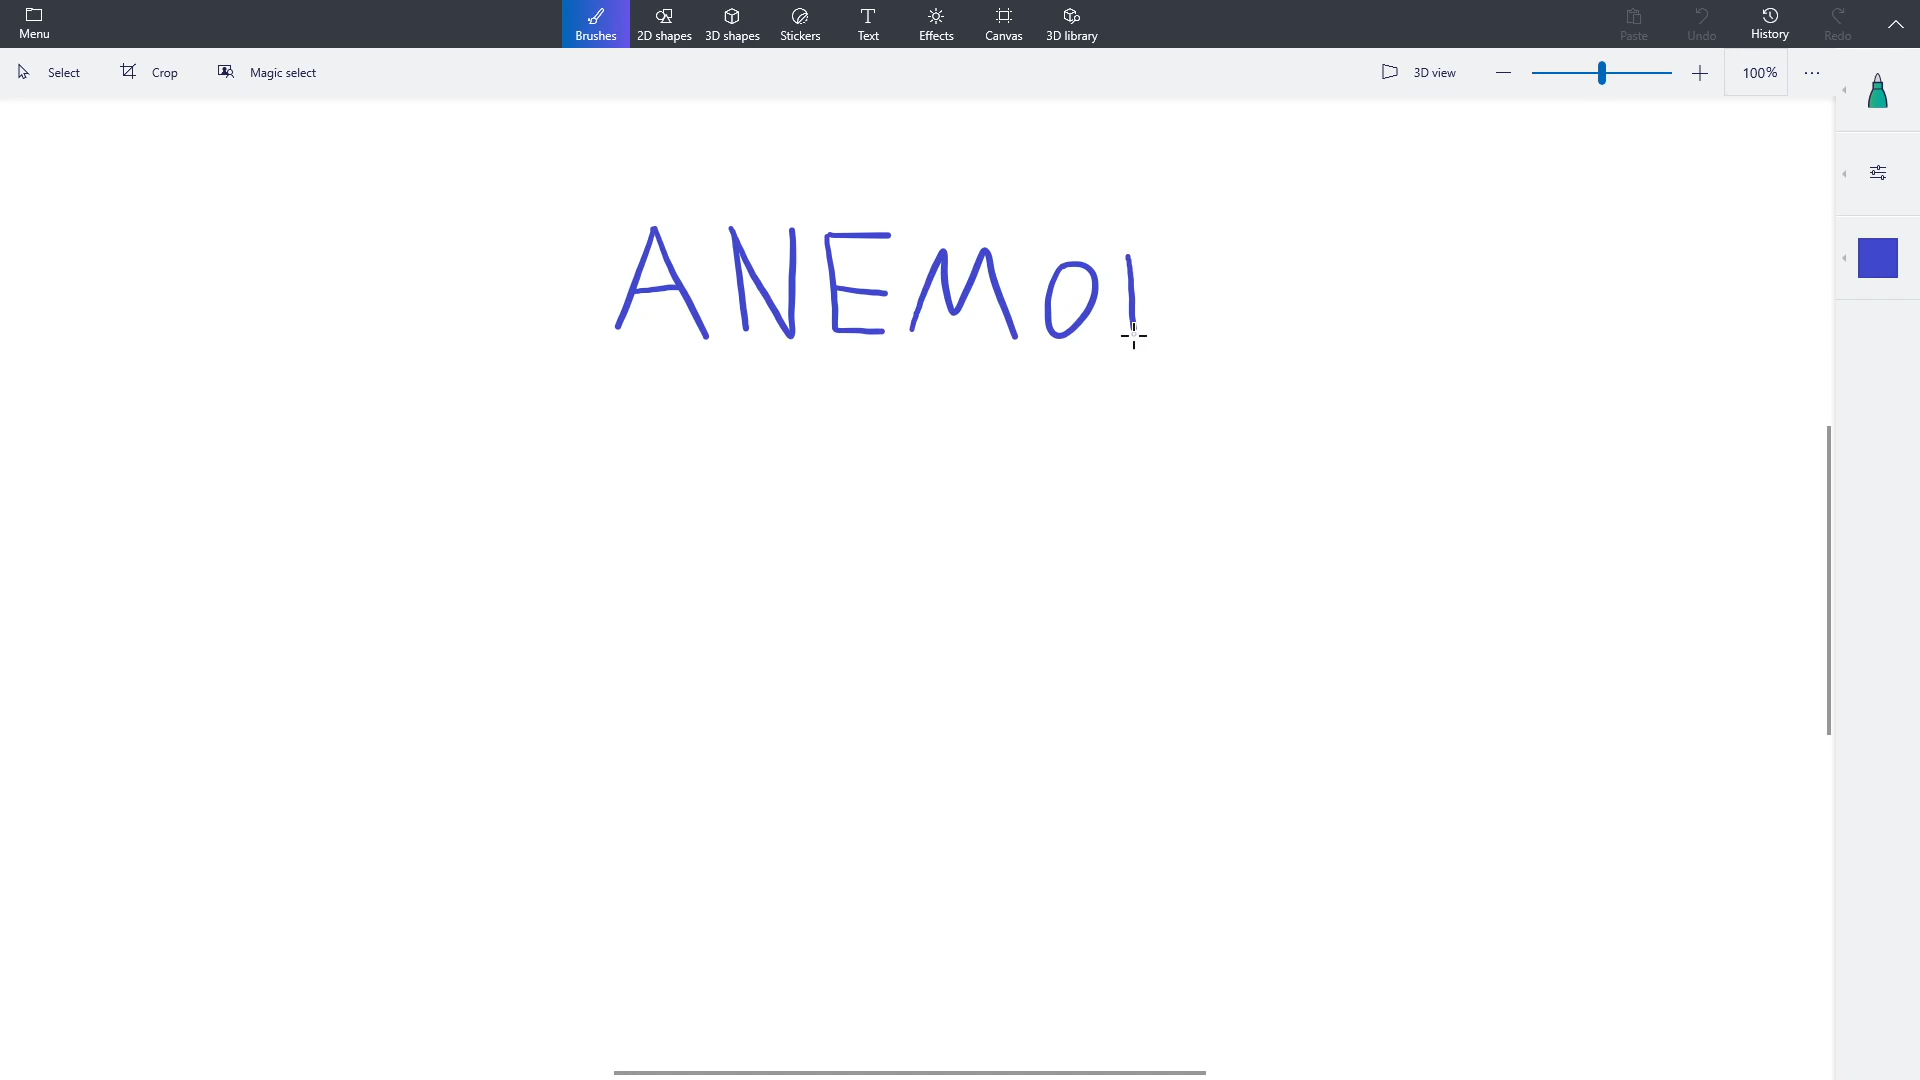 Menu
Brushes
2D shapes
3D shapes
Stickers
Text
Effects
Canvas
3D library
Paste
Undo
History
Redo
Select
Crop
Magic select
3D view
100%
ANEMOI